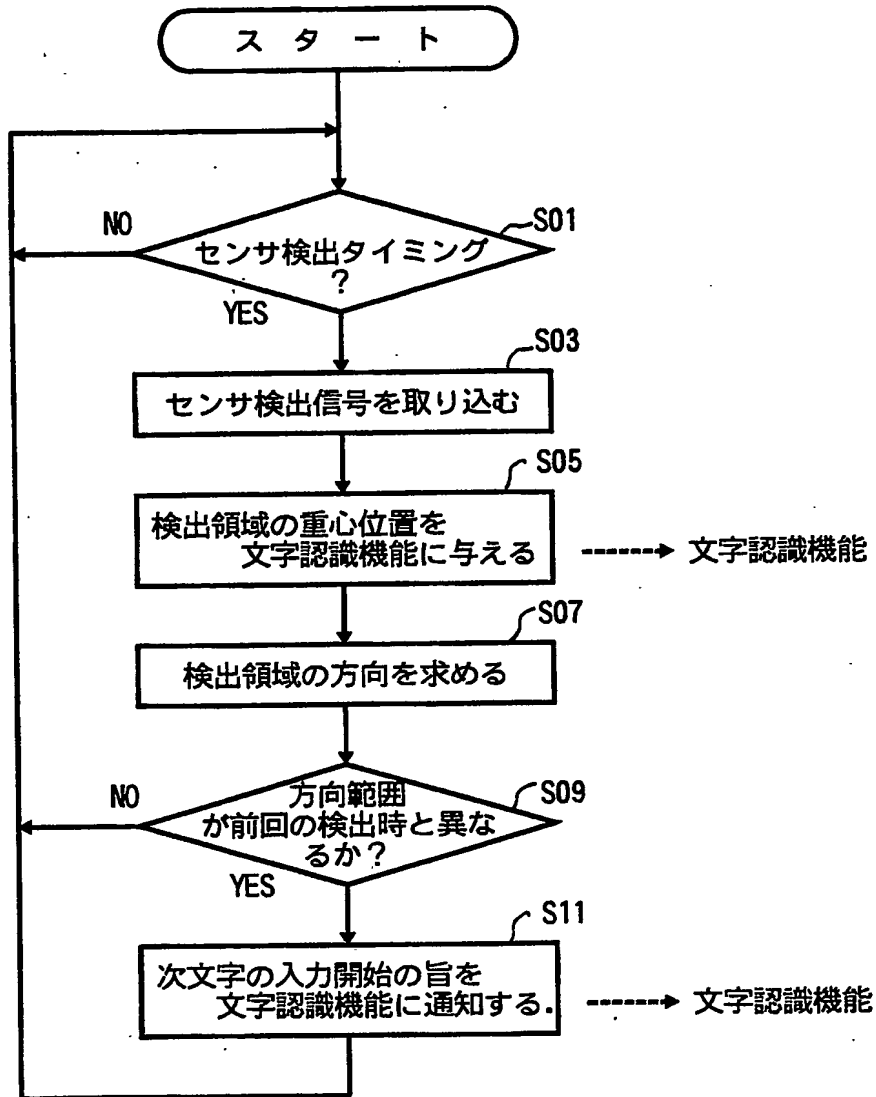 スタート
NO
S01
センサ検出タイミング
?
YES
S03
センサ検出信号を取り込む
S05
検出領域の重心位置を
文字認識機能に与える
文字認識機能
S07
検出領域の方向を求める
NO
方向範囲
S09
が前回の検出時と異な
るか?
YES
S11
次文字の入力開始の旨を
文字認識機能に通知する.
文字認識機能